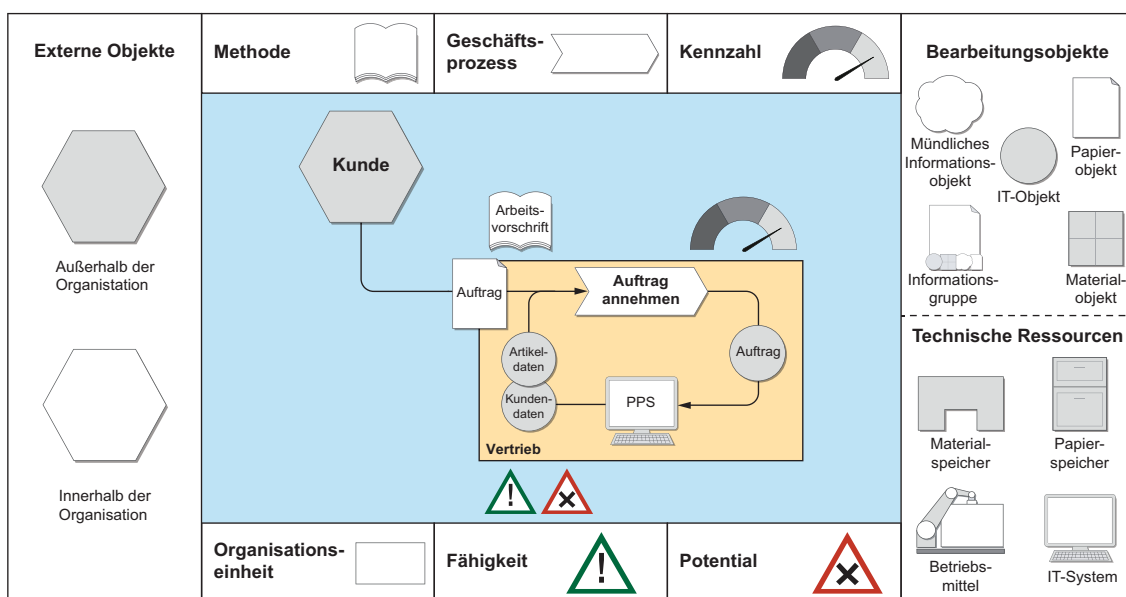 Externe Objekte
Außerhalb der
Organistation
Innerhalb der
Organisation
Methode
Geschäfts-
prozess
Kennzahl
Kunde
Arbeits-
vorschrift
Auftrag
Auftrag
annehmen
Artikel-
daten
Kunden-
daten
PPS
Auftrag
Vertrieb
!
×
Organisations-
einheit
Fähigkeit
!
Potential
×
Bearbeitungsobjekte
Mündliches
Informations-
objekt
IT-Objekt
Papier-
objekt
Informations-
gruppe
Material-
objekt
Technische Ressourcen
Material-
speicher
Papier-
speicher
Betriebs-
mittel
IT-System